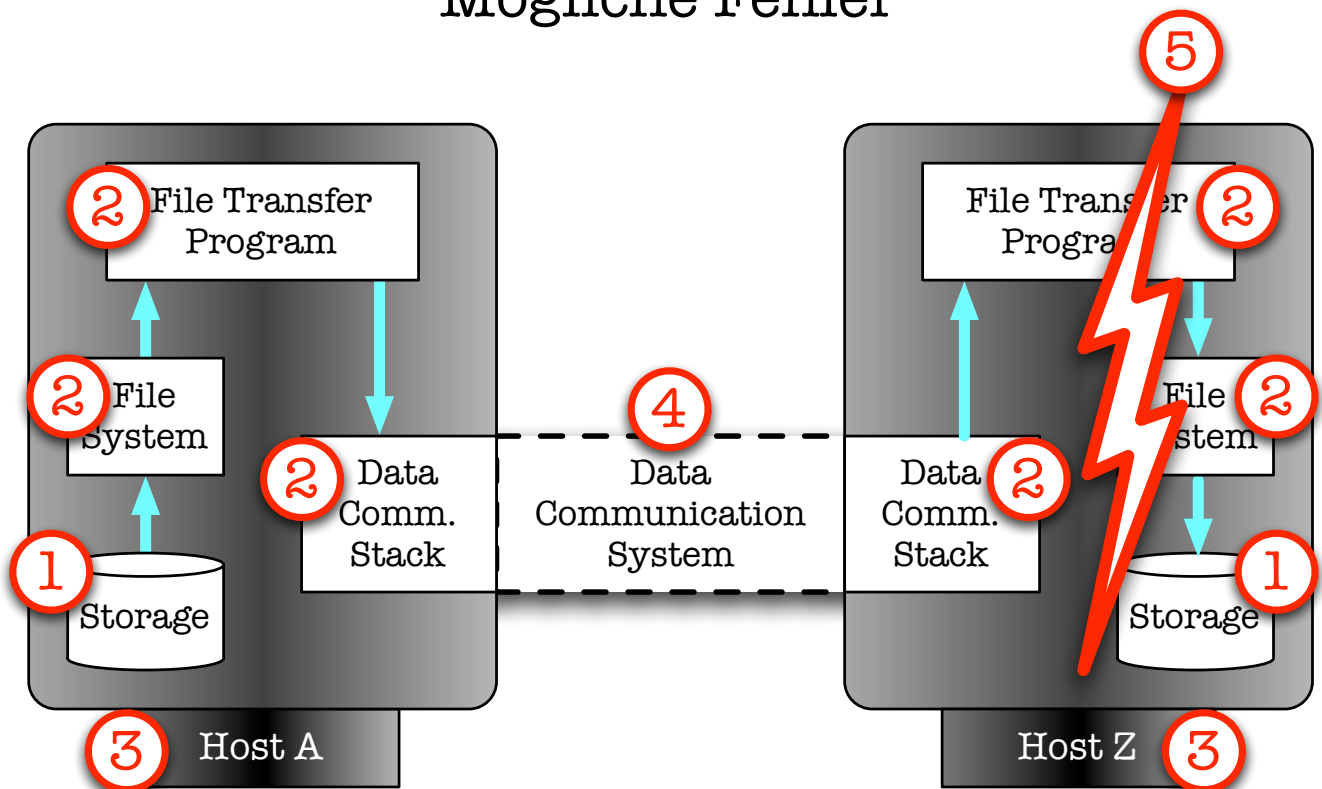 Mögliche Fehler
5
2
File Transfer
Program
2
File
System
1
Storage
2
Data
Comm.
Stack
3
Host A
4
Data
Communication
System
File Transfer
Program
2
2
File
System
Data
Comm.
Stack
2
1
Storage
Host Z
3